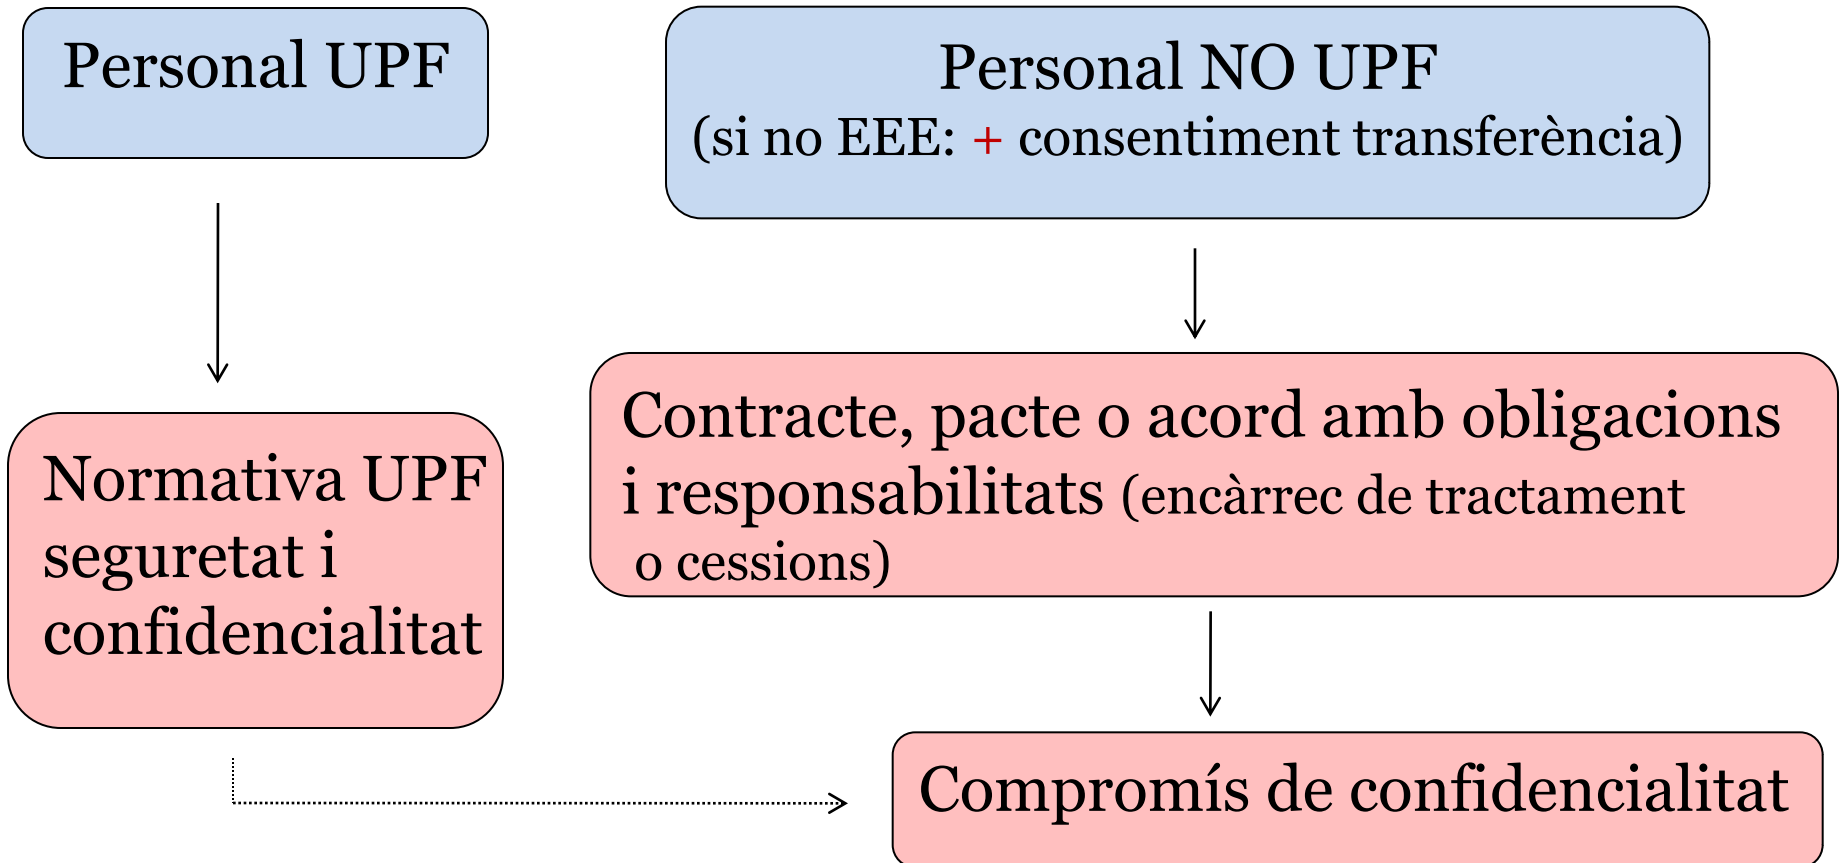 Personal UPF
Personal NO UPF
(si no EEE: + consentiment transferència)
Normativa UPF
seguretat i
confidencialitat
Contracte, pacte o acord amb obligacions
i responsabilitats (encàrrec de tractament
o cessions)
Compromís de confidencialitat